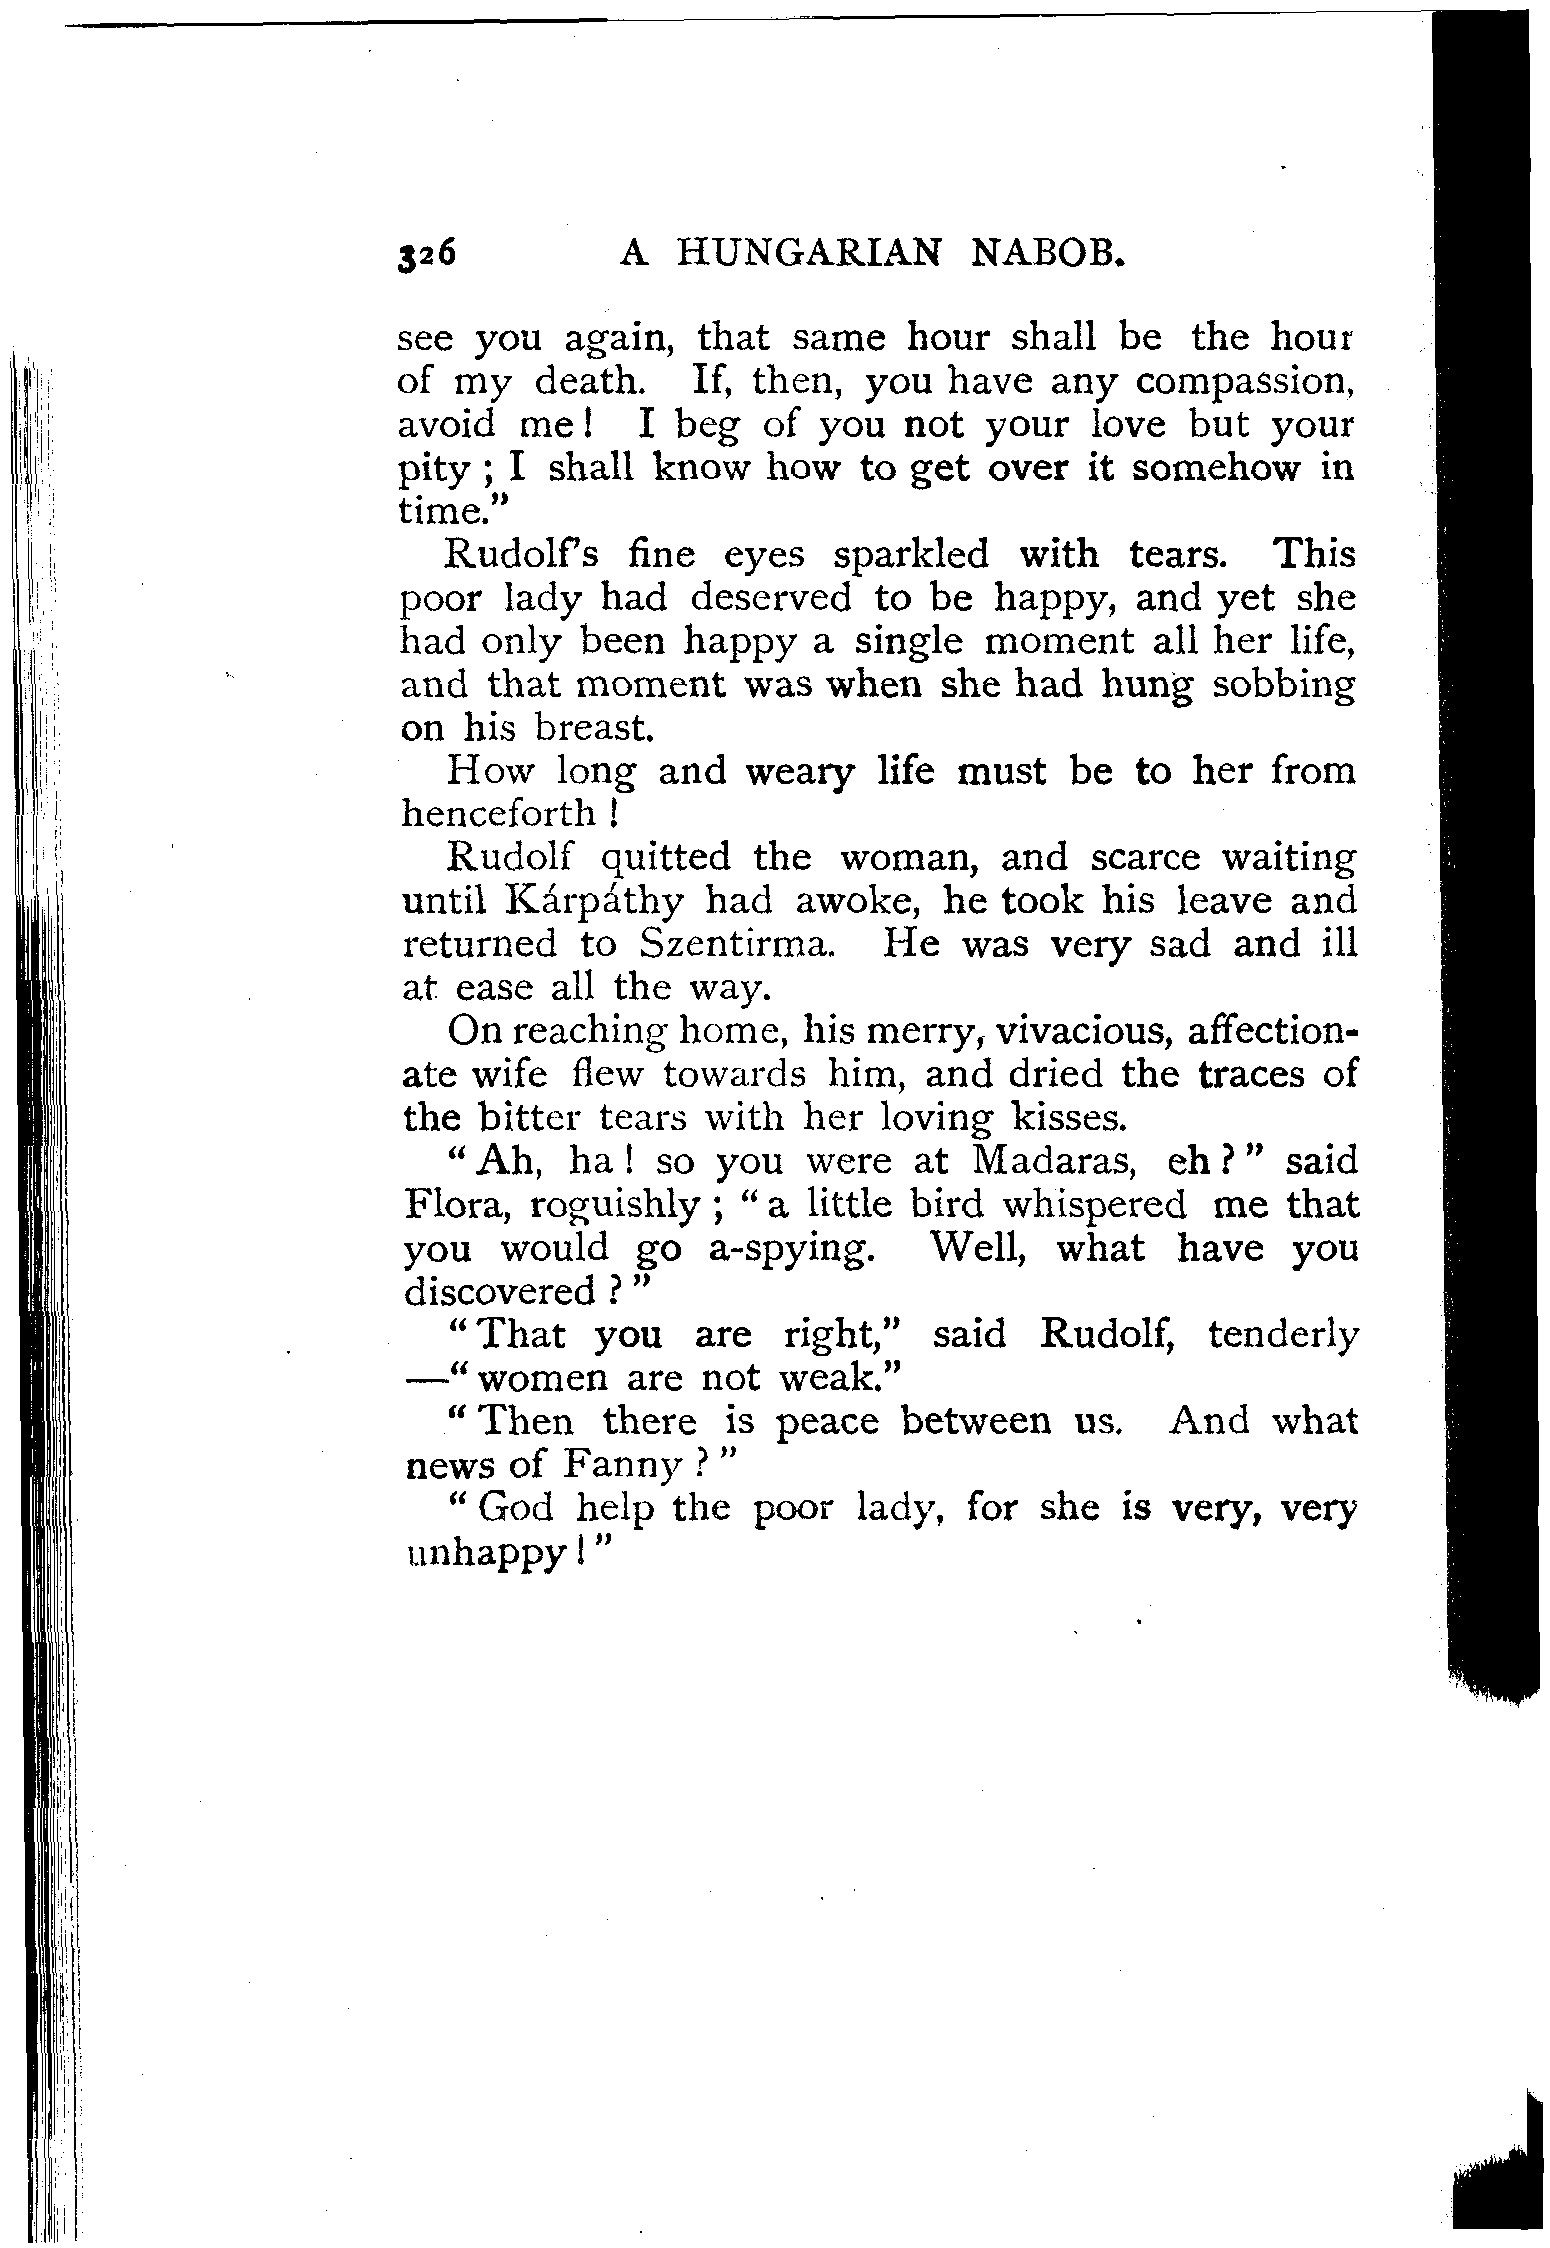 326 A HUNGARIAN NABOB.
see you again, that same hour shall be the hour
of my death. If, then, you have any compassion,
avoid me! I beg of you not your love but your
pity ; I shall know how to get over it somehow in
time.”
Rudolf’s fine eyes sparkled with tears. This
poor lady had deserved to be happy, and yet she
had only been happy a single moment all her life,
and that moment was when she had hung sobbing
on his breast.
How long and weary life must be to her from
henceforth !
Rudolf quitted the woman, and scarce waiting
until Kárpáthy had awoke, he took his leave and
returned to Szentirma. He was very sad and ill
at ease all the way.
On reaching home, his merry, vivacious, affection-
ate wife flew towards him, and dried the traces of
the bitter tears with her loving kisses.
“ Ah, ha ! so you were at Madaras, eh ? ” said
Flora, roguishly ; “ a little bird whispered me that
you would go a-spying. Well, what have you
discovered ? ”
“ That you are right,” said Rudolf, tenderly
—“ women are not weak.”
“ Then there is peace between us. And what
news of Fanny ? ”
“ God help the poor lady, for she is very, very
unhappy ! ”